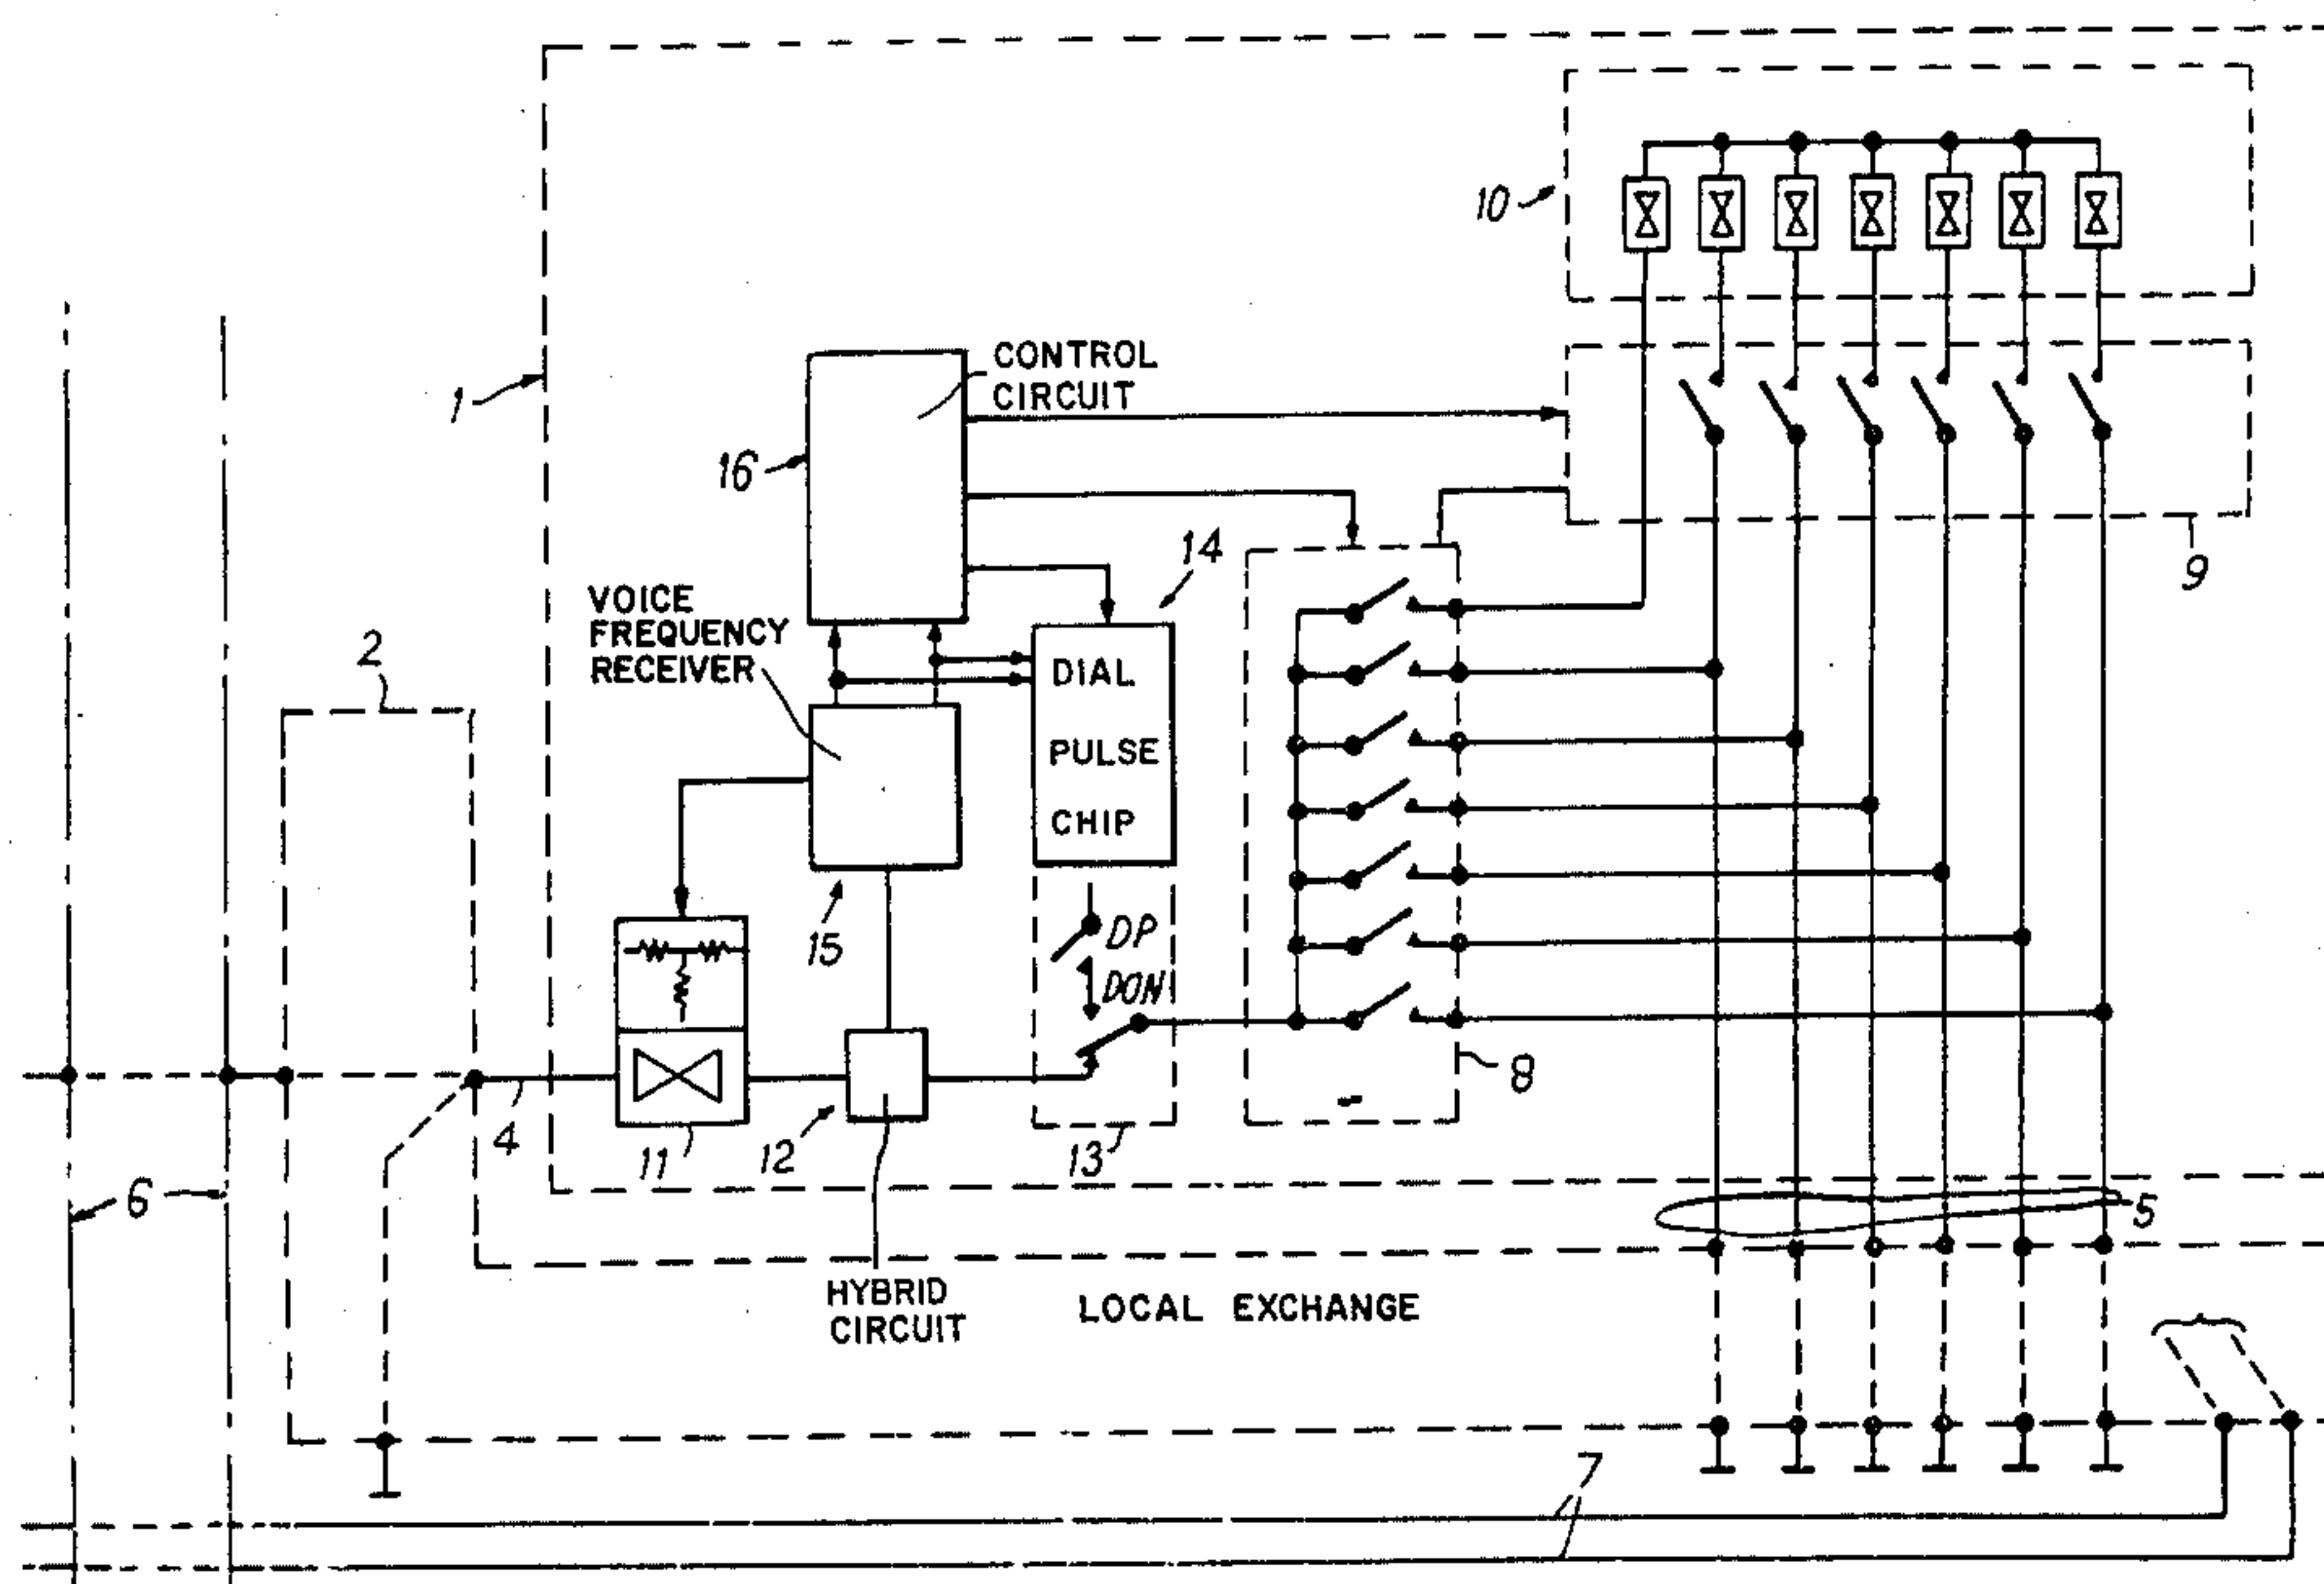 10
CONTROL
CIRCUIT
1
16
14
9
VOICE
FREQUENCY
RECEIVER
2
DIAL
PULSE
CHIP
15
DP
DON
8
4
11
12
13
6
5
HYBRID
CIRCUIT
LOCAL EXCHANGE
7